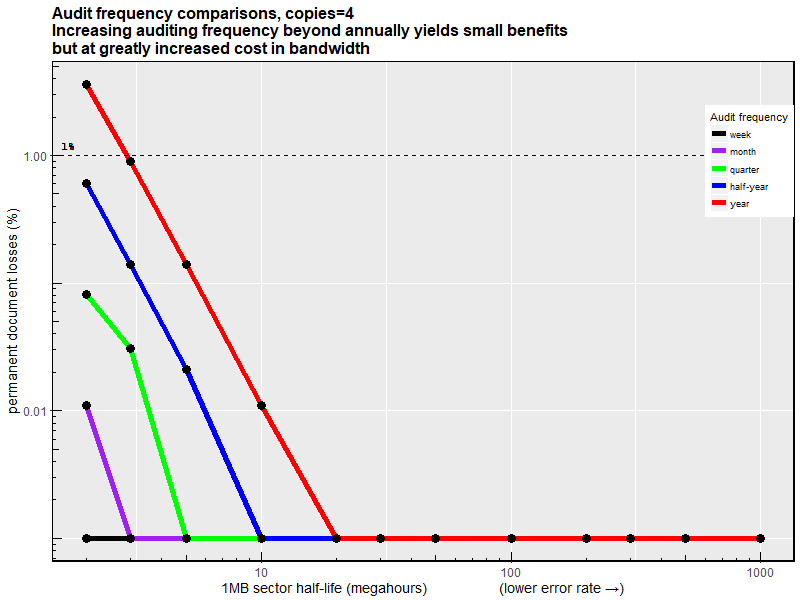 Audit frequency comparisons, copies=4
Increasing auditing frequency beyond annually yields small benefits
but at greatly increased cost in bandwidth
Audit frequency
week
month
quarter
half-year
year
1%
1.00
0.01
permanent document losses (%)
10
100
1000
1MB sector half-life (megahours) (lower error rate →)